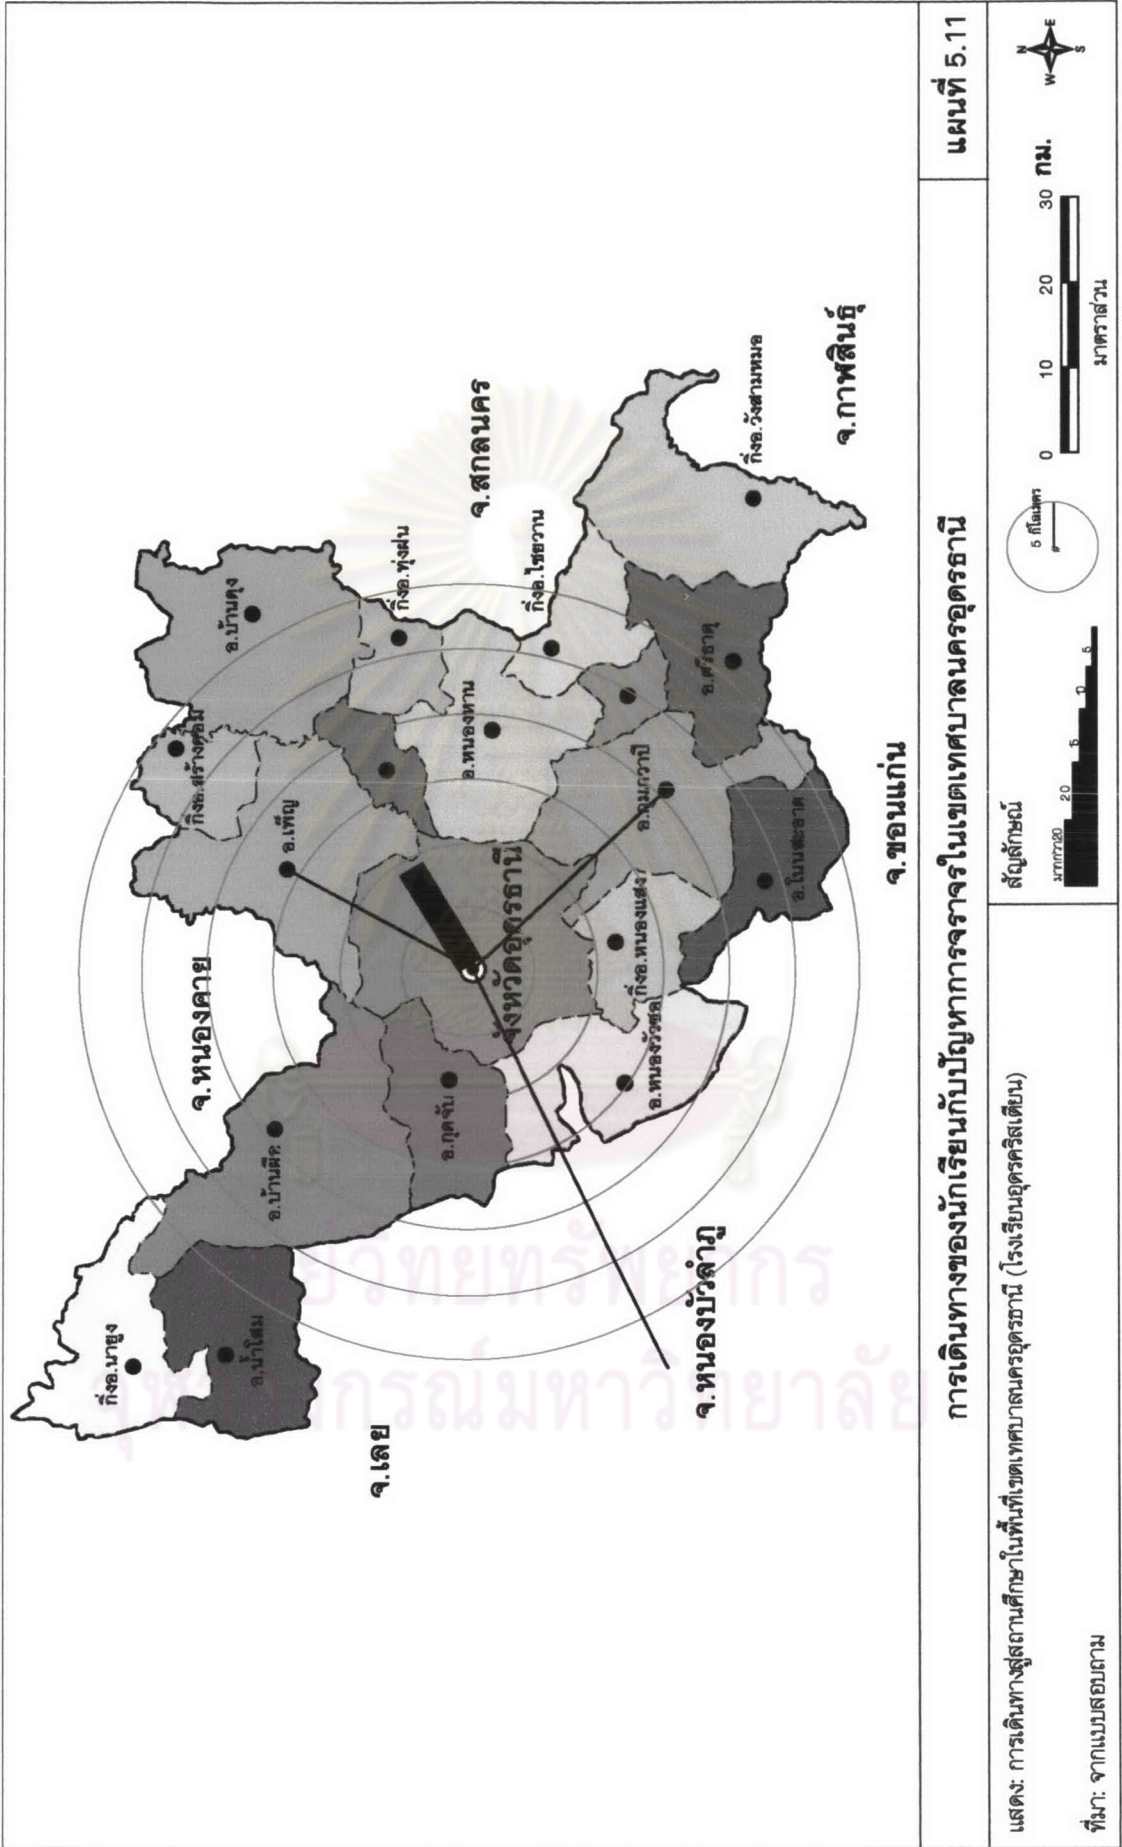 กิ่งอ.นายูง
อ.น้ำโสม
จ.เลย
อ.บ้านผือ
จ.หนองคาย
อ.กุดจับ
อ.เพ็ญ
กิ่งอ.สร้างคอม
อ.บ้านดุง
กิ่งอ.ทุ่งฝน
จ.สกลนคร
อ.หนองหาน
กิ่งอ.ไชยวาน
จังหวัดอุดรธานี
อ.กุมภวาปี
อ.ศรีธาตุ
กิ่งอ.วังสามหมอ
จ.กาฬสินธุ์
กิ่งอ.หนองแสง
อ.หนองวัวซอ
อ.โนนสะอาด
จ.หนองบัวลำภู
จ.ขอนแก่น
การเดินทางของนักเรียนกับปัญหาการจราจรในเขตเทศบาลนครอุดรธานี
แผนที่ 5.11
แสดง: การเดินทางสู่สถานศึกษาในพื้นที่เขตเทศบาลนครอุดรธานี (โรงเรียนอุดรคริสเตียน)
ที่มา: จากแบบสอบถาม
สัญลักษณ์
มากกว่า20
20
15
10
5
5 กิโลเมตร
0 10 20 30 กม.
มาตราส่วน
N
W E
S